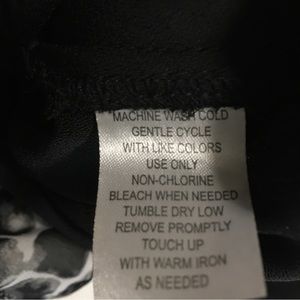 MACHINE WASH COLD
GENTLE CYCLE
WITH LIKE COLORS
USE ONLY
NON-CHLORINE
BLEACH WHEN NEEDED
TUMBLE DRY LOW
REMOVE PROMPTLY
TOUCH UP
WITH WARM IRON
AS NEEDED